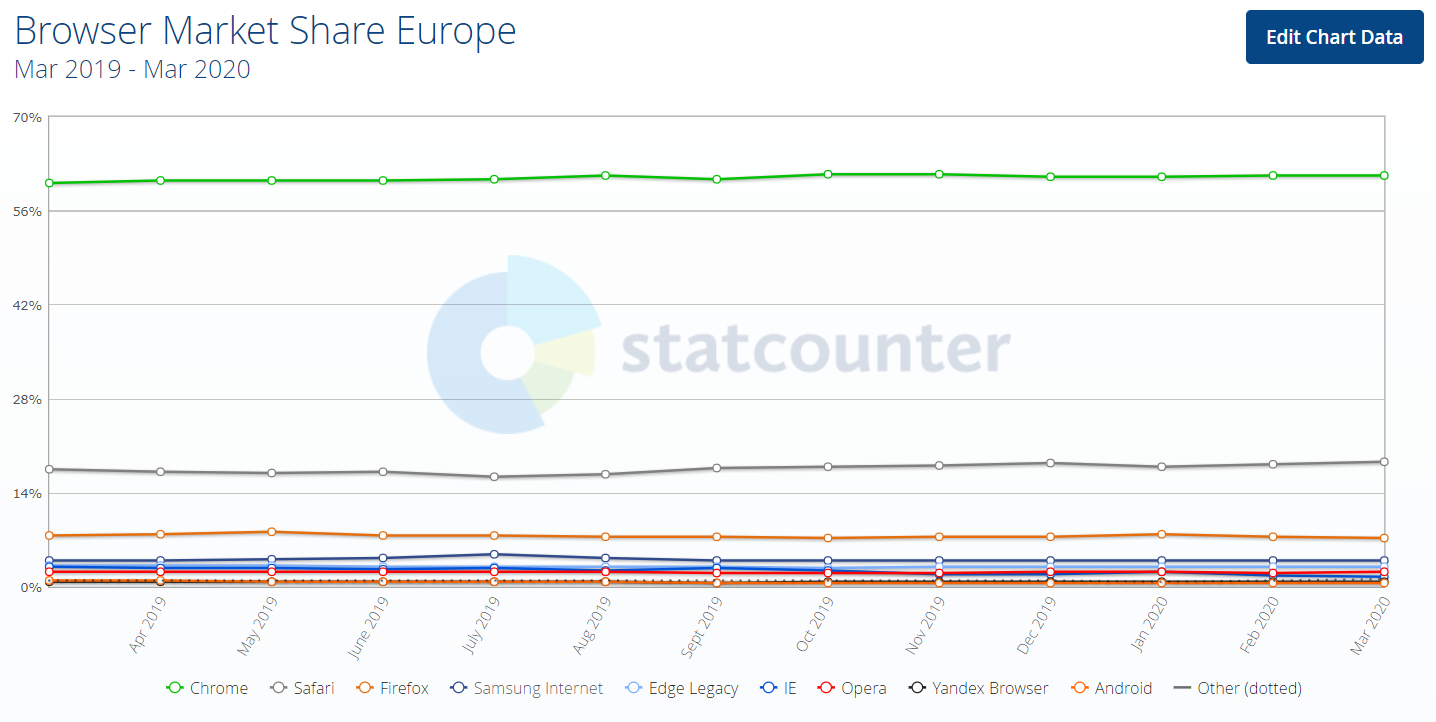 Browser Market Share Europe
Mar 2019 - Mar 2020
Edit Chart Data
70%
56%
42%
28%
14%
0%
statcounter
Apr 2019
May 2019
June 2019
July 2019
Aug 2019
Sept 2019
Oct 2019
Nov 2019
Dec 2019
Jan 2020
Feb 2020
Mar 2020
Chrome Safari Firefox Samsung Internet Edge Legacy IE Opera Yandex Browser Android Other (dotted)